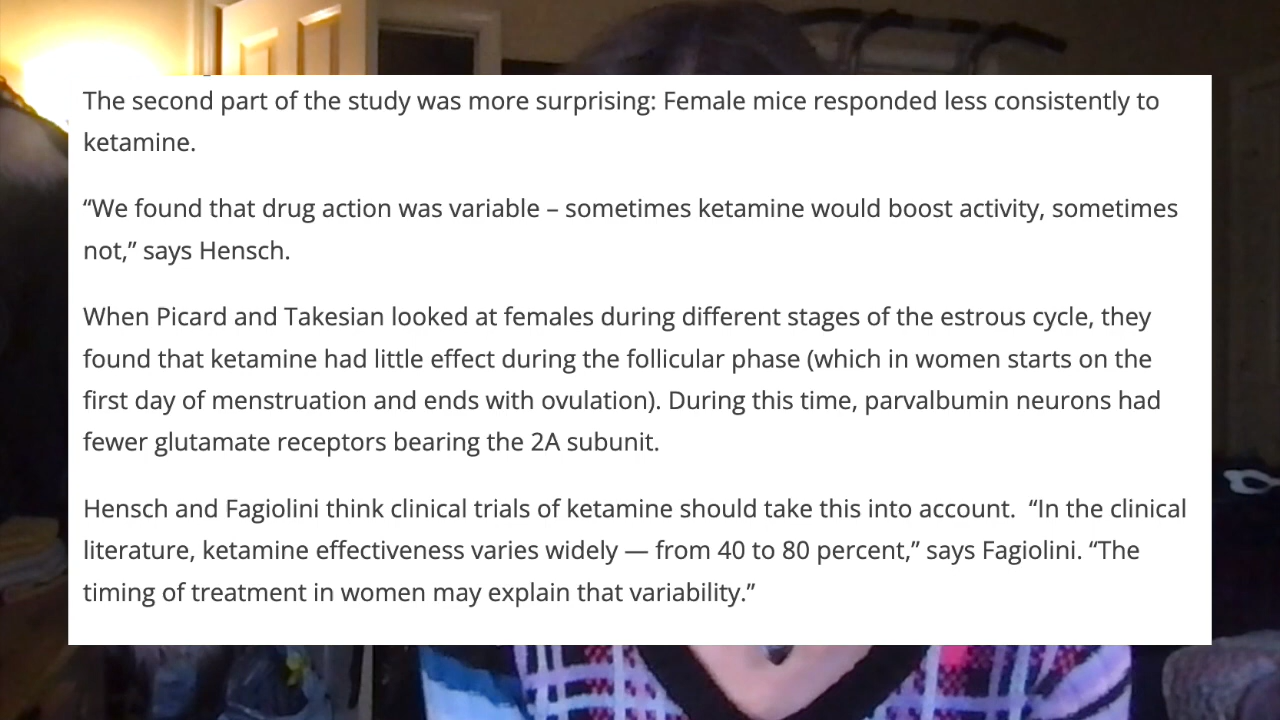 The second part of the study was more surprising: Female mice responded less consistently to
ketamine.
“We found that drug action was variable – sometimes ketamine would boost activity, sometimes
not,” says Hensch.
When Picard and Takesian looked at females during different stages of the estrous cycle, they
found that ketamine had little effect during the follicular phase (which in women starts on the
first day of menstruation and ends with ovulation). During this time, parvalbumin neurons had
fewer glutamate receptors bearing the 2A subunit.
Hensch and Fagiolini think clinical trials of ketamine should take this into account.  “In the clinical
literature, ketamine effectiveness varies widely — from 40 to 80 percent,” says Fagiolini. “The
timing of treatment in women may explain that variability.”